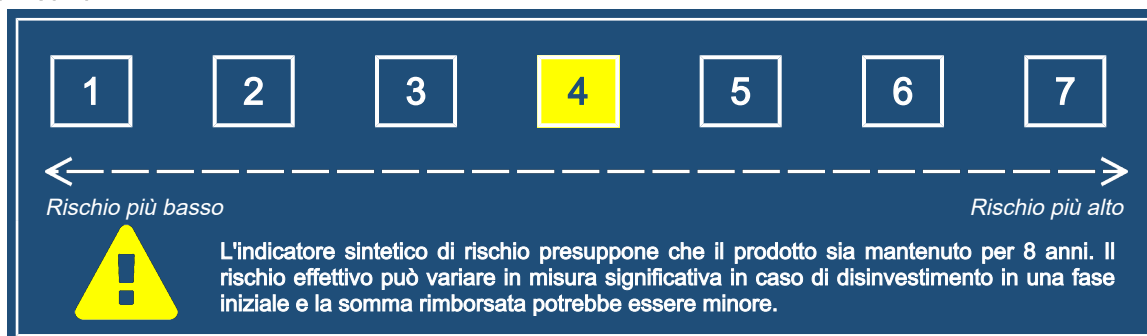 1 2 3 4 5 6 7
Rischio più basso Rischio più alto
L'indicatore sintetico di rischio presuppone che il prodotto sia mantenuto per 8 anni. Il
rischio effettivo può variare in misura significativa in caso di disinvestimento in una fase
iniziale e la somma rimborsata potrebbe essere minore.